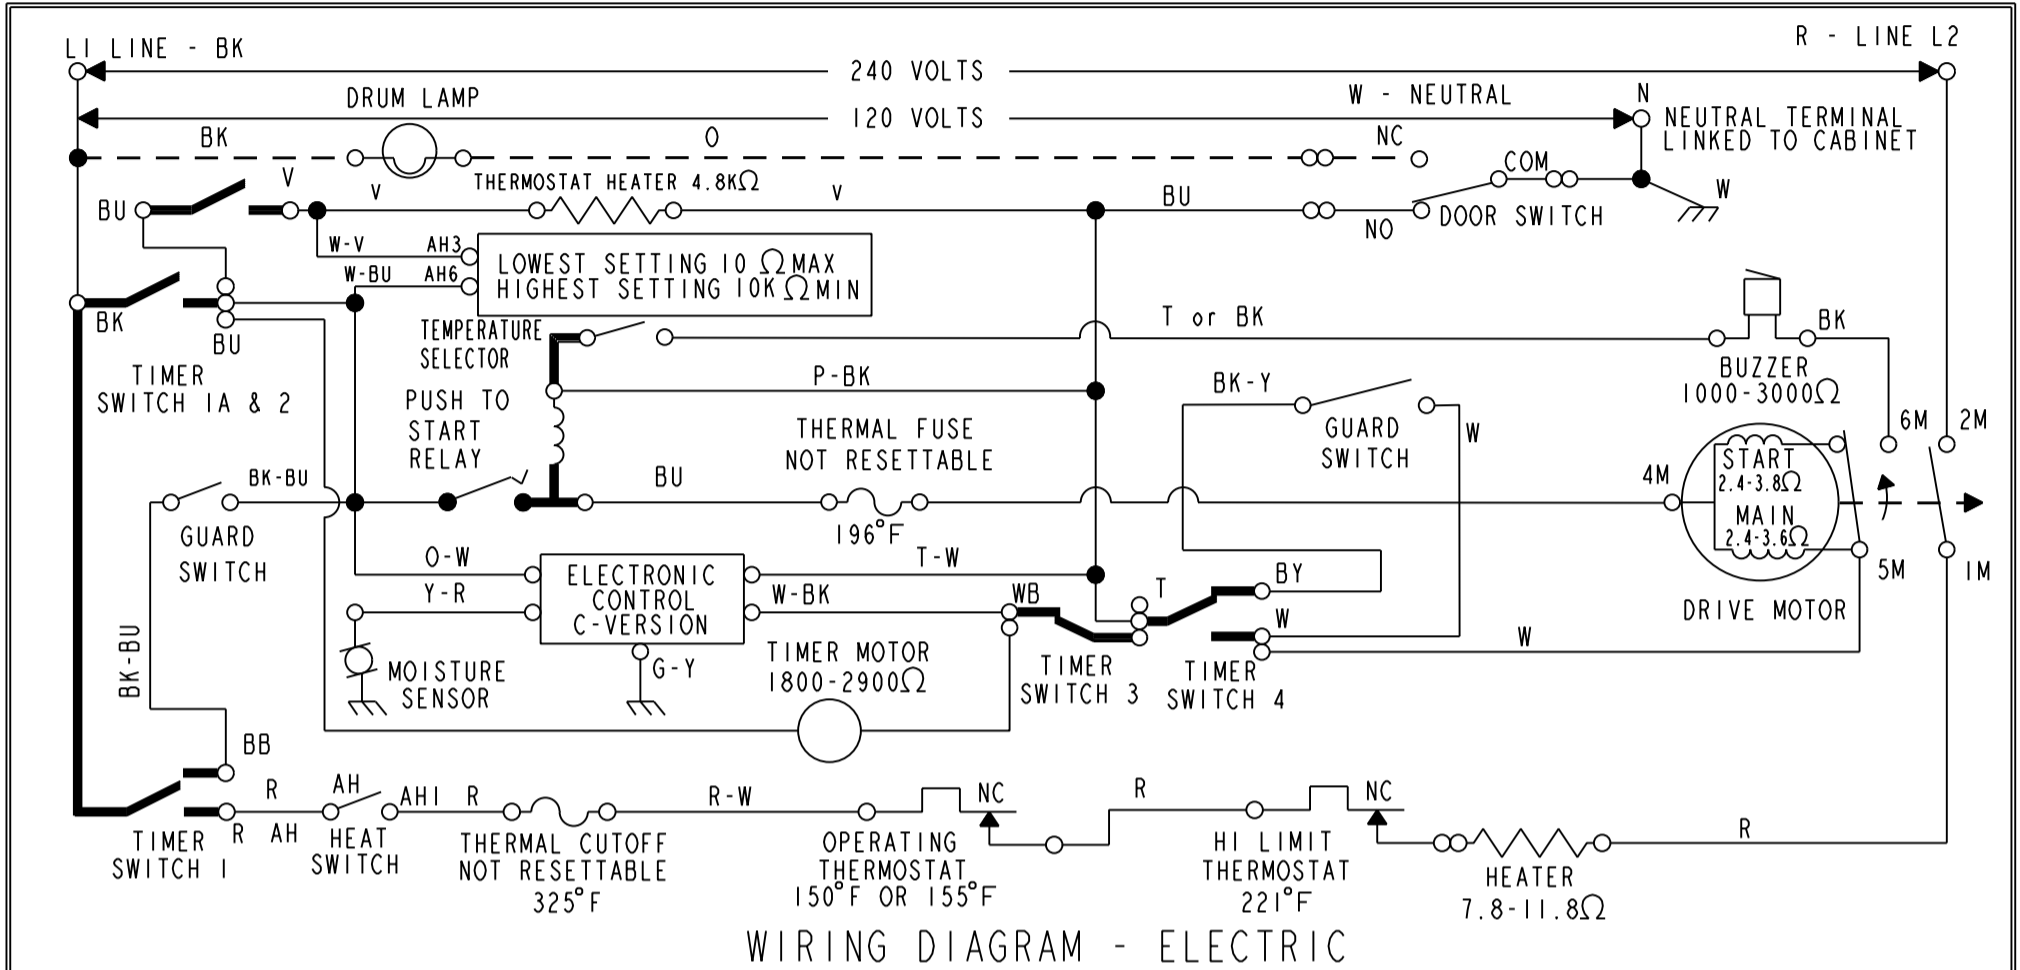 L1 LINE - BK
R - LINE L2
240 VOLTS
DRUM LAMP
W - NEUTRAL
N
120 VOLTS
NEUTRAL TERMINAL
LINKED TO CABINET
BK
O
NC
COM
V
V
THERMOSTAT HEATER 4.8KΩ
V
BU
W
BU
DOOR SWITCH
NO
W-V
AH3
W-BU
AH6
LOWEST SETTING 10 Ω MAX
HIGHEST SETTING 10K Ω MIN
BK
BU
TEMPERATURE
SELECTOR
T or BK
BK
TIMER
SWITCH 1A & 2
P-BK
BK-Y
BUZZER
1000-3000Ω
PUSH TO
START
RELAY
THERMAL FUSE
NOT RESETTABLE
GUARD
SWITCH
W
6M
2M
BK-BU
BU
4M
START
2.4-3.8Ω
MAIN
2.4-3.6Ω
GUARD
SWITCH
196°F
O-W
T-W
ELECTRONIC
CONTROL
C-VERSION
Y-R
W-BK
WB
T
BY
5M
1M
W
DRIVE MOTOR
BK-BU
MOISTURE
SENSOR
G-Y
TIMER MOTOR
1800-2900Ω
TIMER
SWITCH 3
TIMER
SWITCH 4
W
BB
R
AH
AH1
R
R-W
NC
R
NC
R
AH
TIMER
SWITCH 1
HEAT
SWITCH
THERMAL CUTOFF
NOT RESETTABLE
325°F
OPERATING
THERMOSTAT
150°F OR 155°F
HI LIMIT
THERMOSTAT
221°F
R
HEATER
7.8-11.8Ω
WIRING DIAGRAM - ELECTRIC